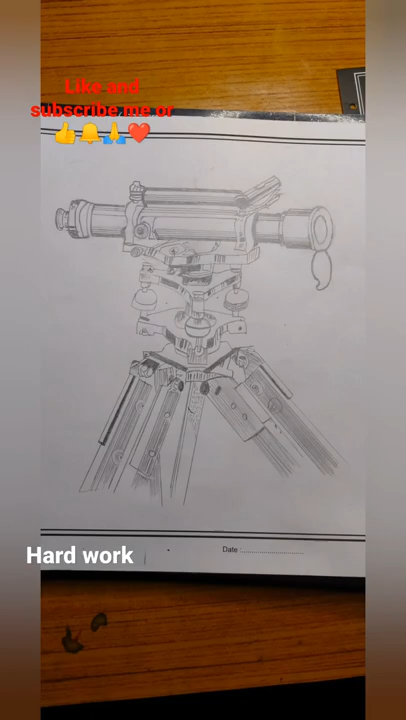 Like and
subscribe me or
👍🔔🙏❤️
Hard work
Date :............................